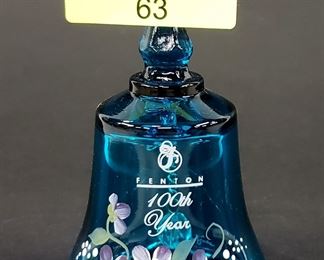 63
FENTON
100th
Year